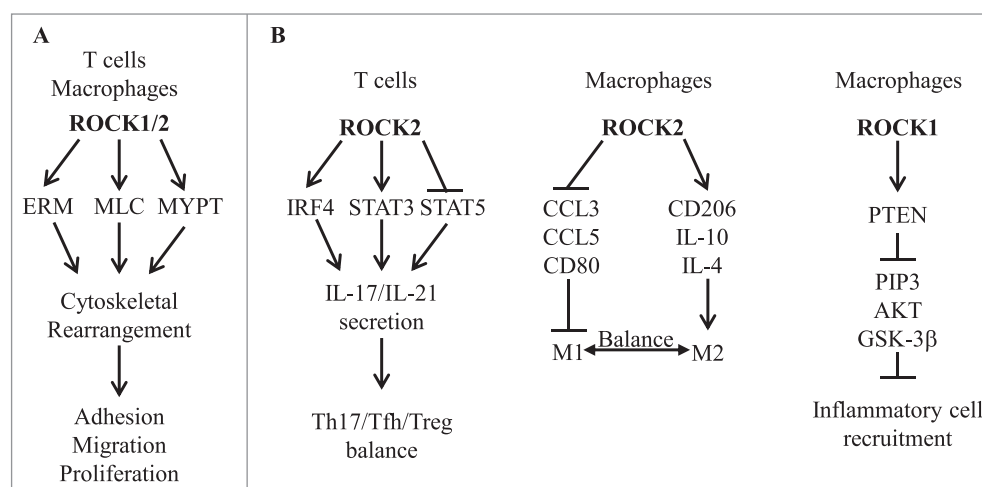 A
T cells
Macrophages
ROCK1/2
ERM MLC MYPT
Cytoskeletal
Rearrangement
Adhesion
Migration
Proliferation
B
T cells
ROCK2
IRF4 STAT3 STAT5
IL-17/IL-21
secretion
Th17/Tfh/Treg
balance
Macrophages
ROCK2
CCL3
CCL5
CD80
CD206
IL-10
IL-4
M1 Balance M2
Macrophages
ROCK1
PTEN
PIP3
AKT
GSK-3β
Inflammatory cell
recruitment